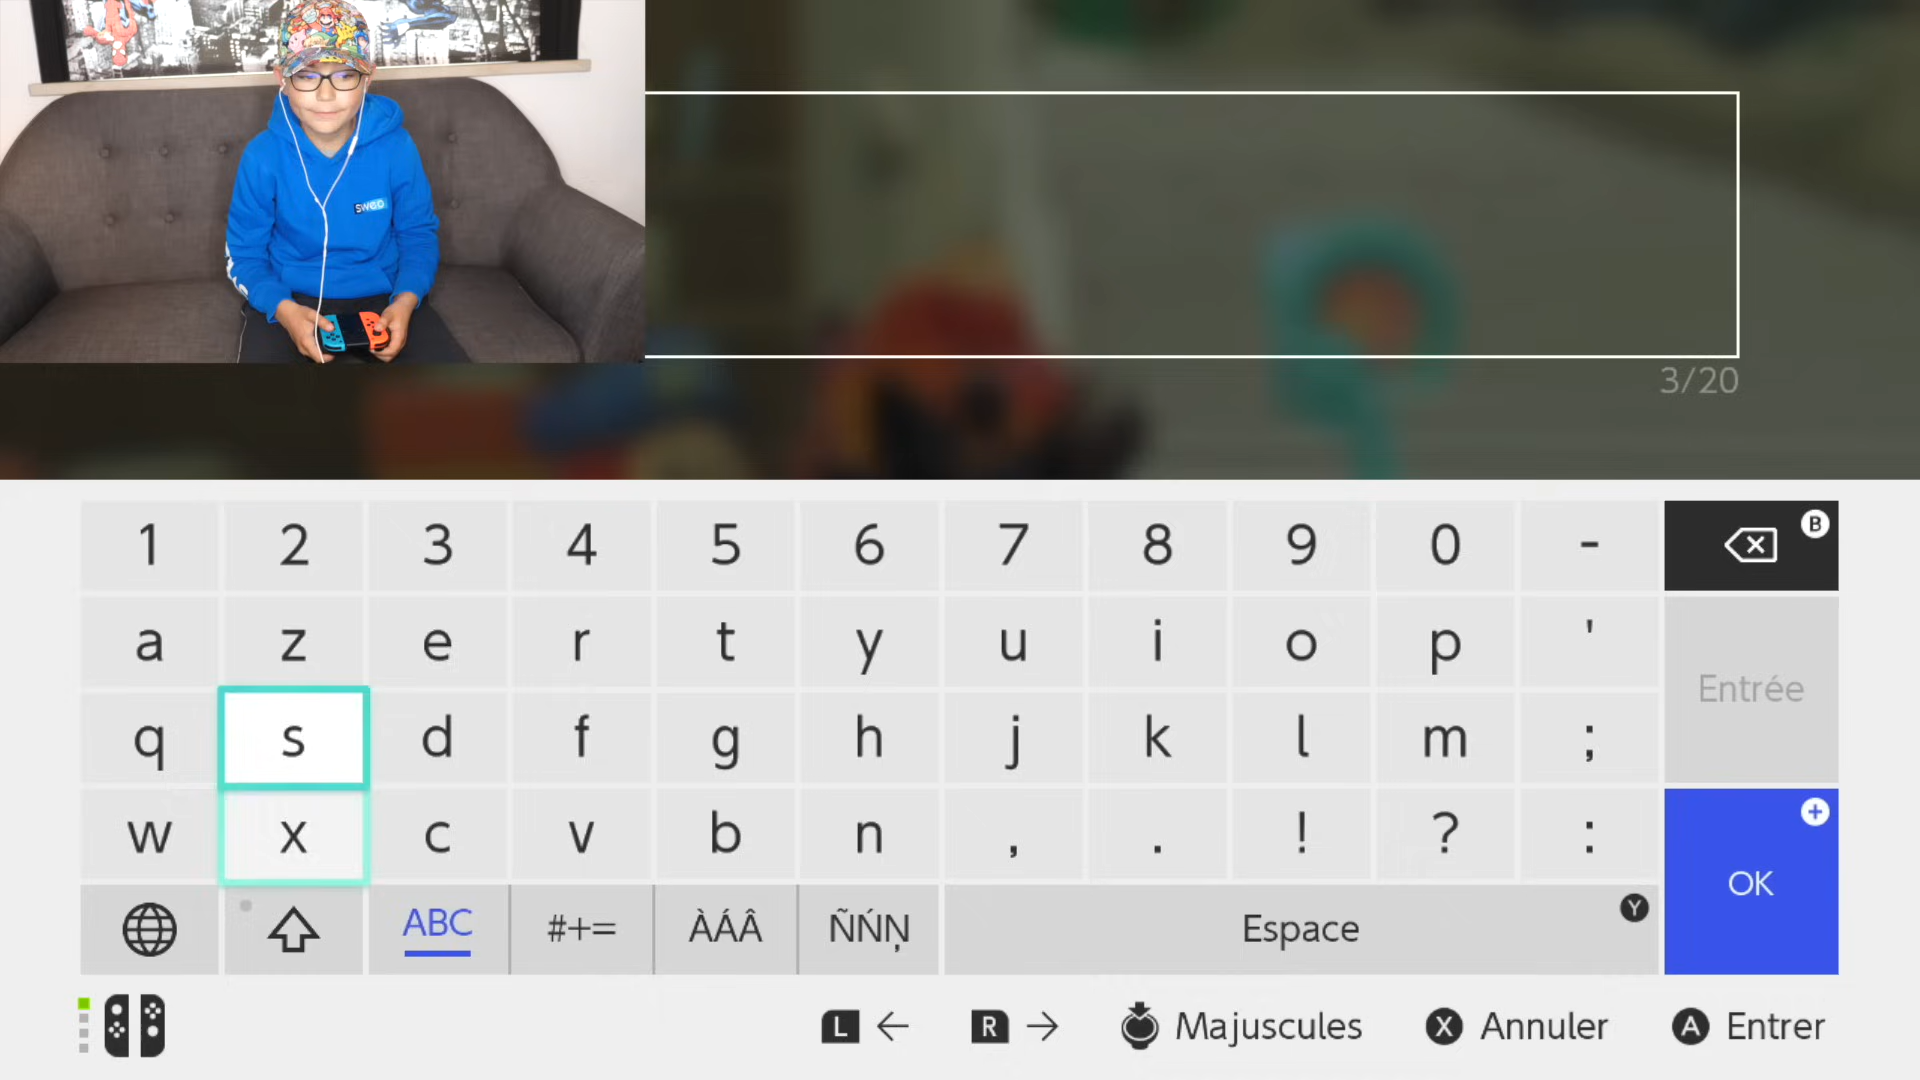 sweo
3/20
1 2 3 4 5 6 7 8 9 0 - B
a z e r t y u i o p '
Entrée
q s d f g h j k l m ;
w x c v b n , . ! ? :
+
OK
ABC #+= ÀÁÂ ÑŃŅ Espace Y
L ← R → Majuscules X Annuler A Entrer